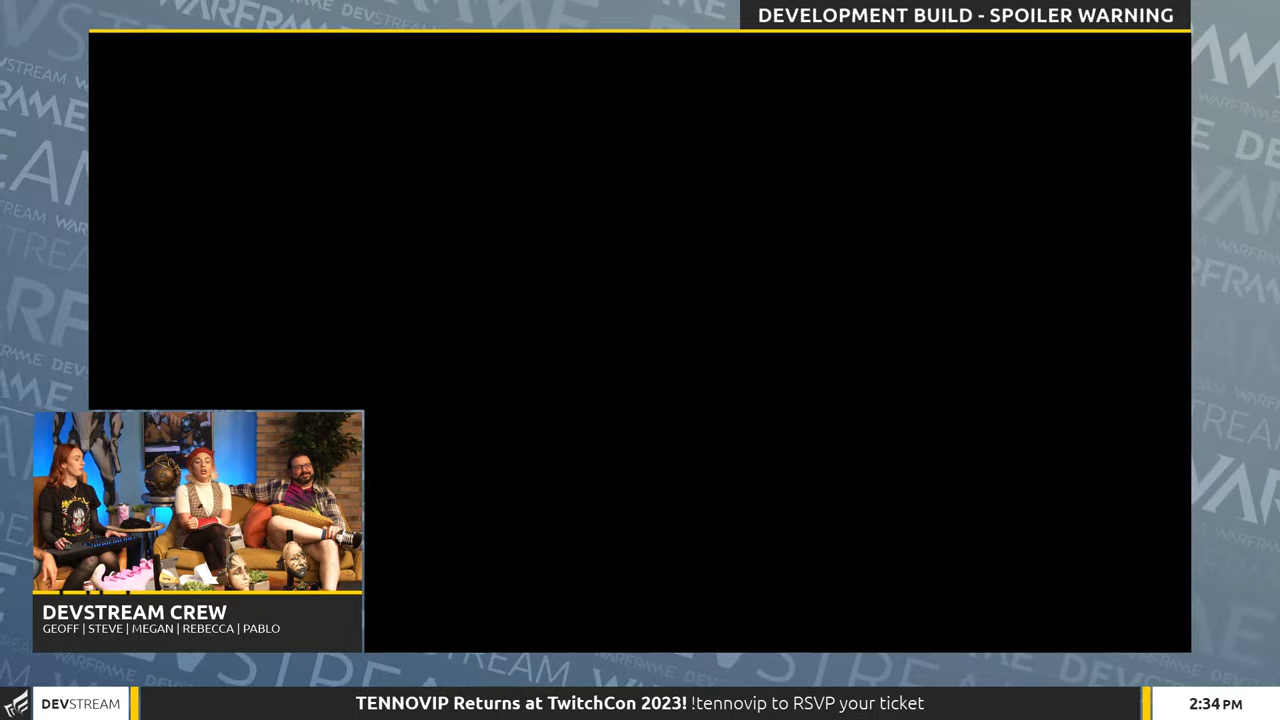 DEVELOPMENT BUILD - SPOILER WARNING
DEVSTREAM CREW
GEOFF | STEVE | MEGAN | REBECCA | PABLO
DEVSTREAM
TENNOVIP Returns at TwitchCon 2023! !tennovip to RSVP your ticket
2:34 PM